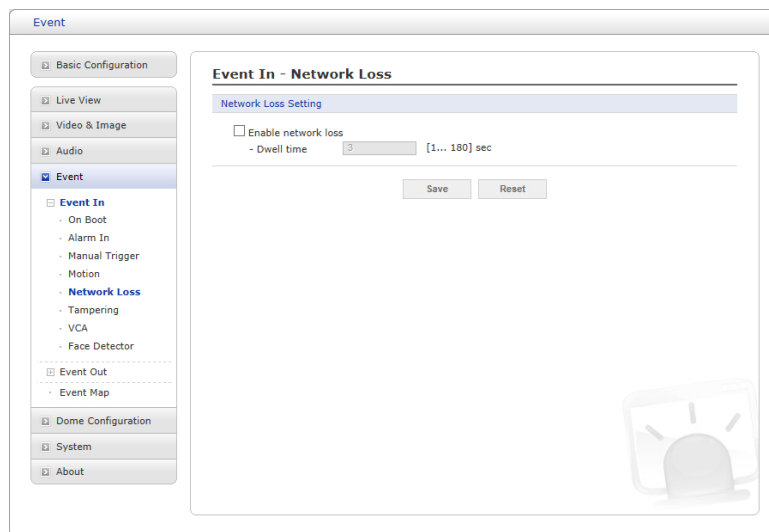 Event
Basic Configuration
Live View
Video & Image
Audio
Event
Event In
On Boot
Alarm In
Manual Trigger
Motion
Network Loss
Tampering
VCA
Face Detector
Event Out
Event Map
Dome Configuration
System
About
Event In - Network Loss
Network Loss Setting
Enable network loss
- Dwell time 3 [1... 180] sec
Save Reset